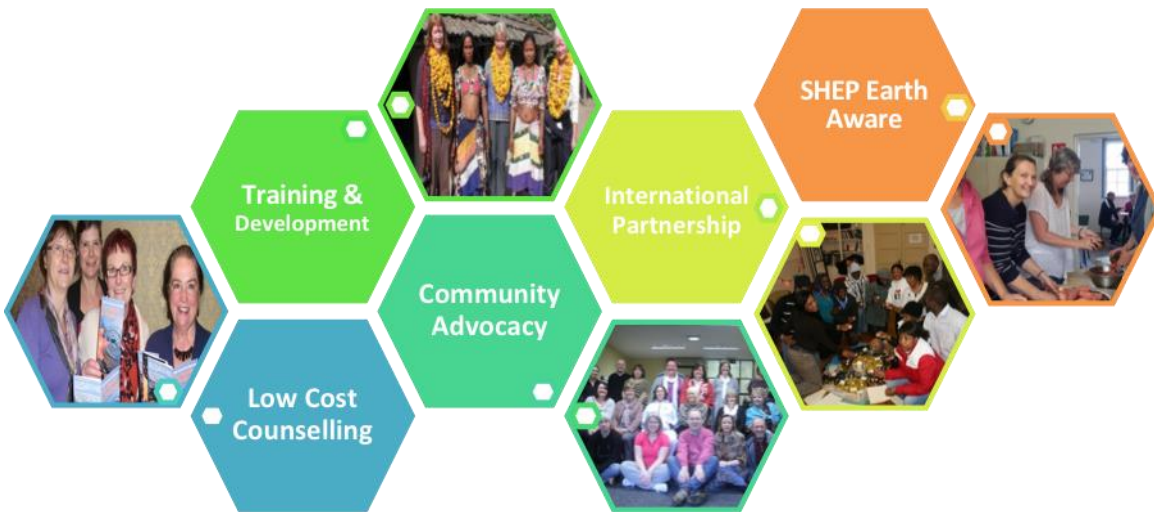 Training &
Development
Low Cost
Counselling
Community
Advocacy
International
Partnership
SHEP Earth
Aware